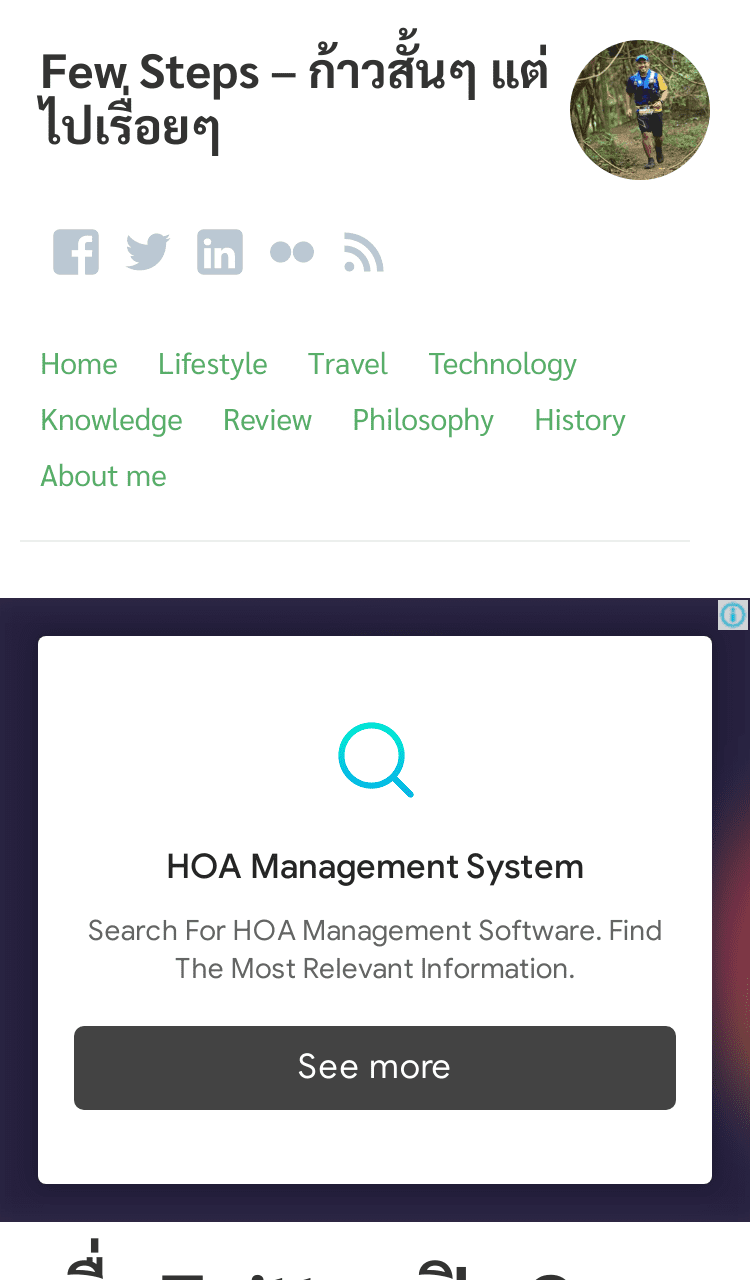 Few Steps – ก้าวสั้นๆ แต่
ไปเรื่อยๆ
Home Lifestyle Travel Technology
Knowledge Review Philosophy History
About me
HOA Management System
Search For HOA Management Software. Find
The Most Relevant Information.
See more